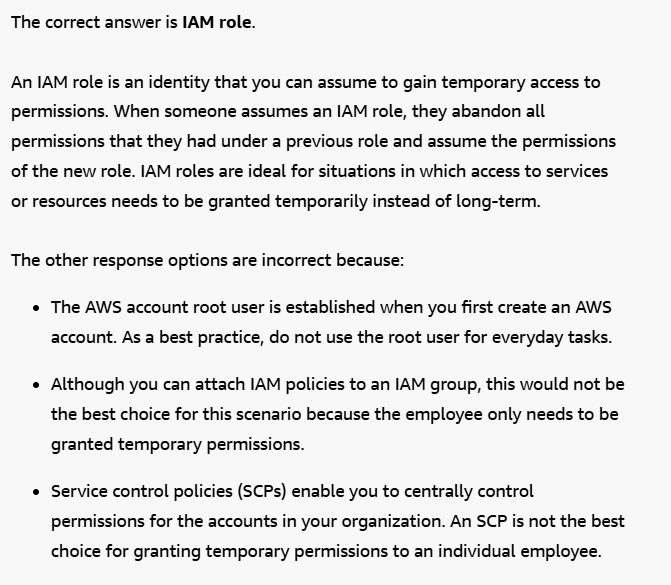 The correct answer is IAM role.
An IAM role is an identity that you can assume to gain temporary access to
permissions. When someone assumes an IAM role, they abandon all
permissions that they had under a previous role and assume the permissions
of the new role. IAM roles are ideal for situations in which access to services
or resources needs to be granted temporarily instead of long-term.
The other response options are incorrect because:
• The AWS account root user is established when you first create an AWS
account. As a best practice, do not use the root user for everyday tasks.
• Although you can attach IAM policies to an IAM group, this would not be
the best choice for this scenario because the employee only needs to be
granted temporary permissions.
• Service control policies (SCPs) enable you to centrally control
permissions for the accounts in your organization. An SCP is not the best
choice for granting temporary permissions to an individual employee.